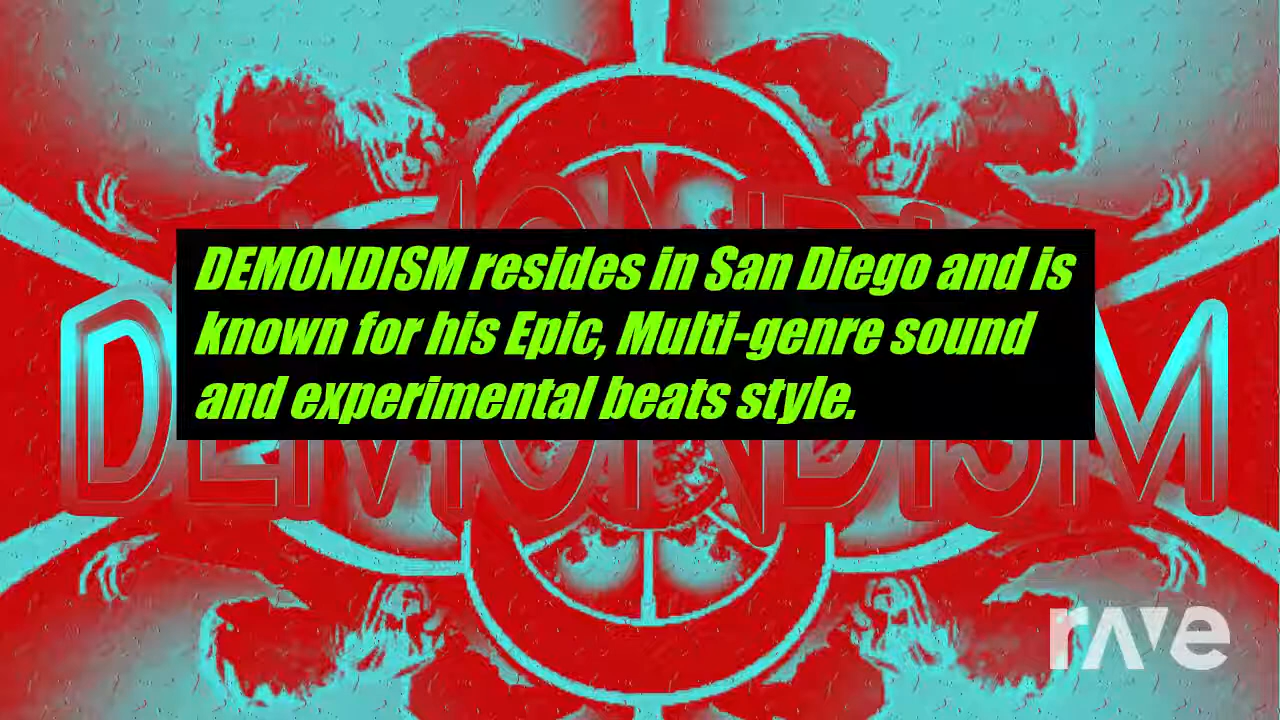 DEMONDISM resides in San Diego and is
known for his Epic, Multi-genre sound
and experimental beats style.
DEMONDISM
rave